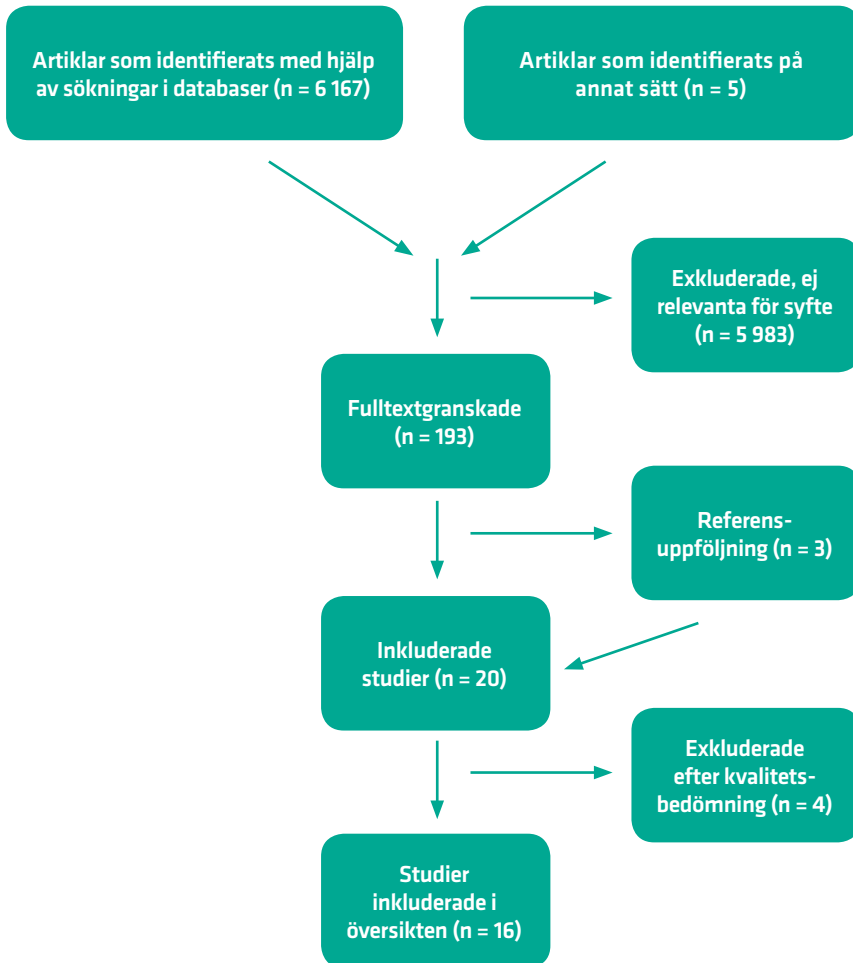 Artiklar som identifierats med hjälp
av sökningar i databaser (n = 6 167)
Artiklar som identifierats på
annat sätt (n = 5)
Exkluderade, ej
relevanta för syfte
(n = 5 983)
Fulltextgranskade
(n = 193)
Referens-
uppföljning (n = 3)
Inkluderade
studier (n = 20)
Exkluderade
efter kvalitets-
bedömning (n = 4)
Studier
inkluderade i
översikten (n = 16)